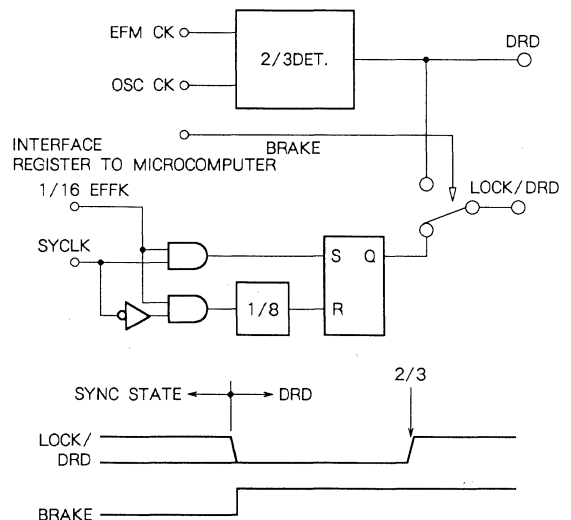 EFM CK
2/3DET.
DRD
OSC CK
INTERFACE
REGISTER TO MICROCOMPUTER
BRAKE
1/16 EFFK
LOCK/DRD
SYCLK
S Q
1/8
R
2/3
SYNC STATE DRD
LOCK/
DRD
BRAKE